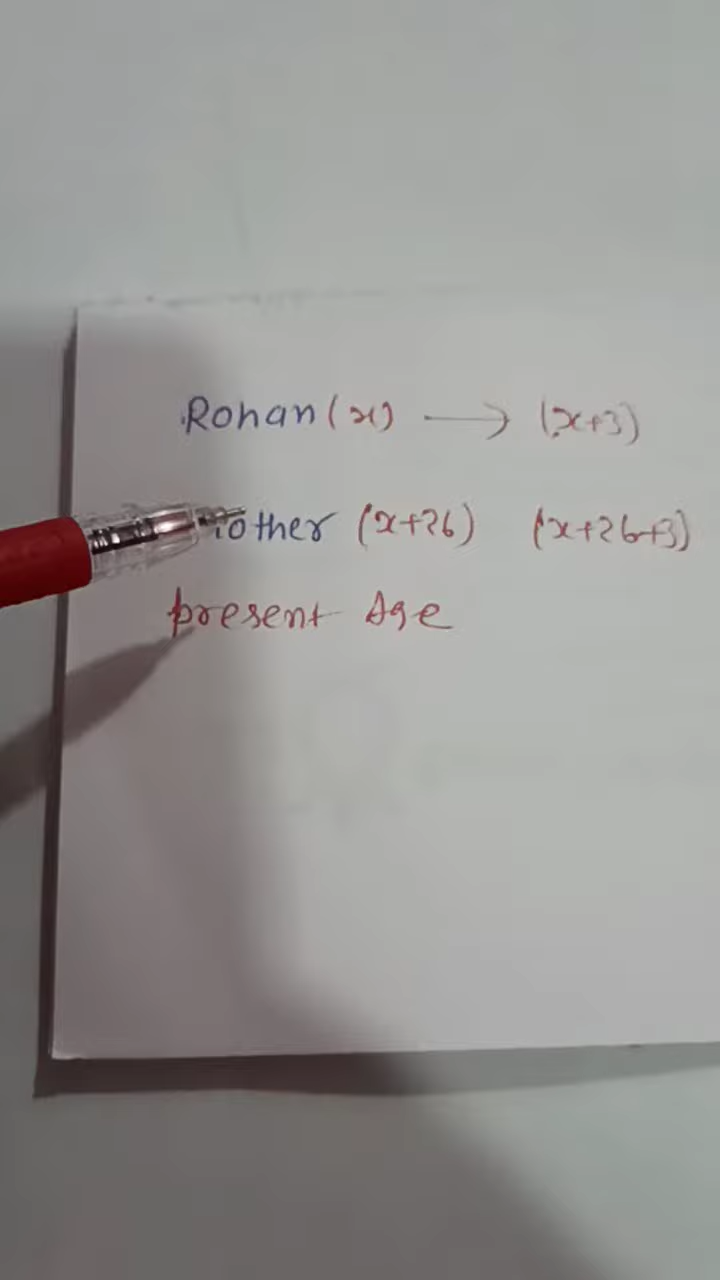 Rohan (x) → (x+3)
other (x+26) (x+26+3)
present Age